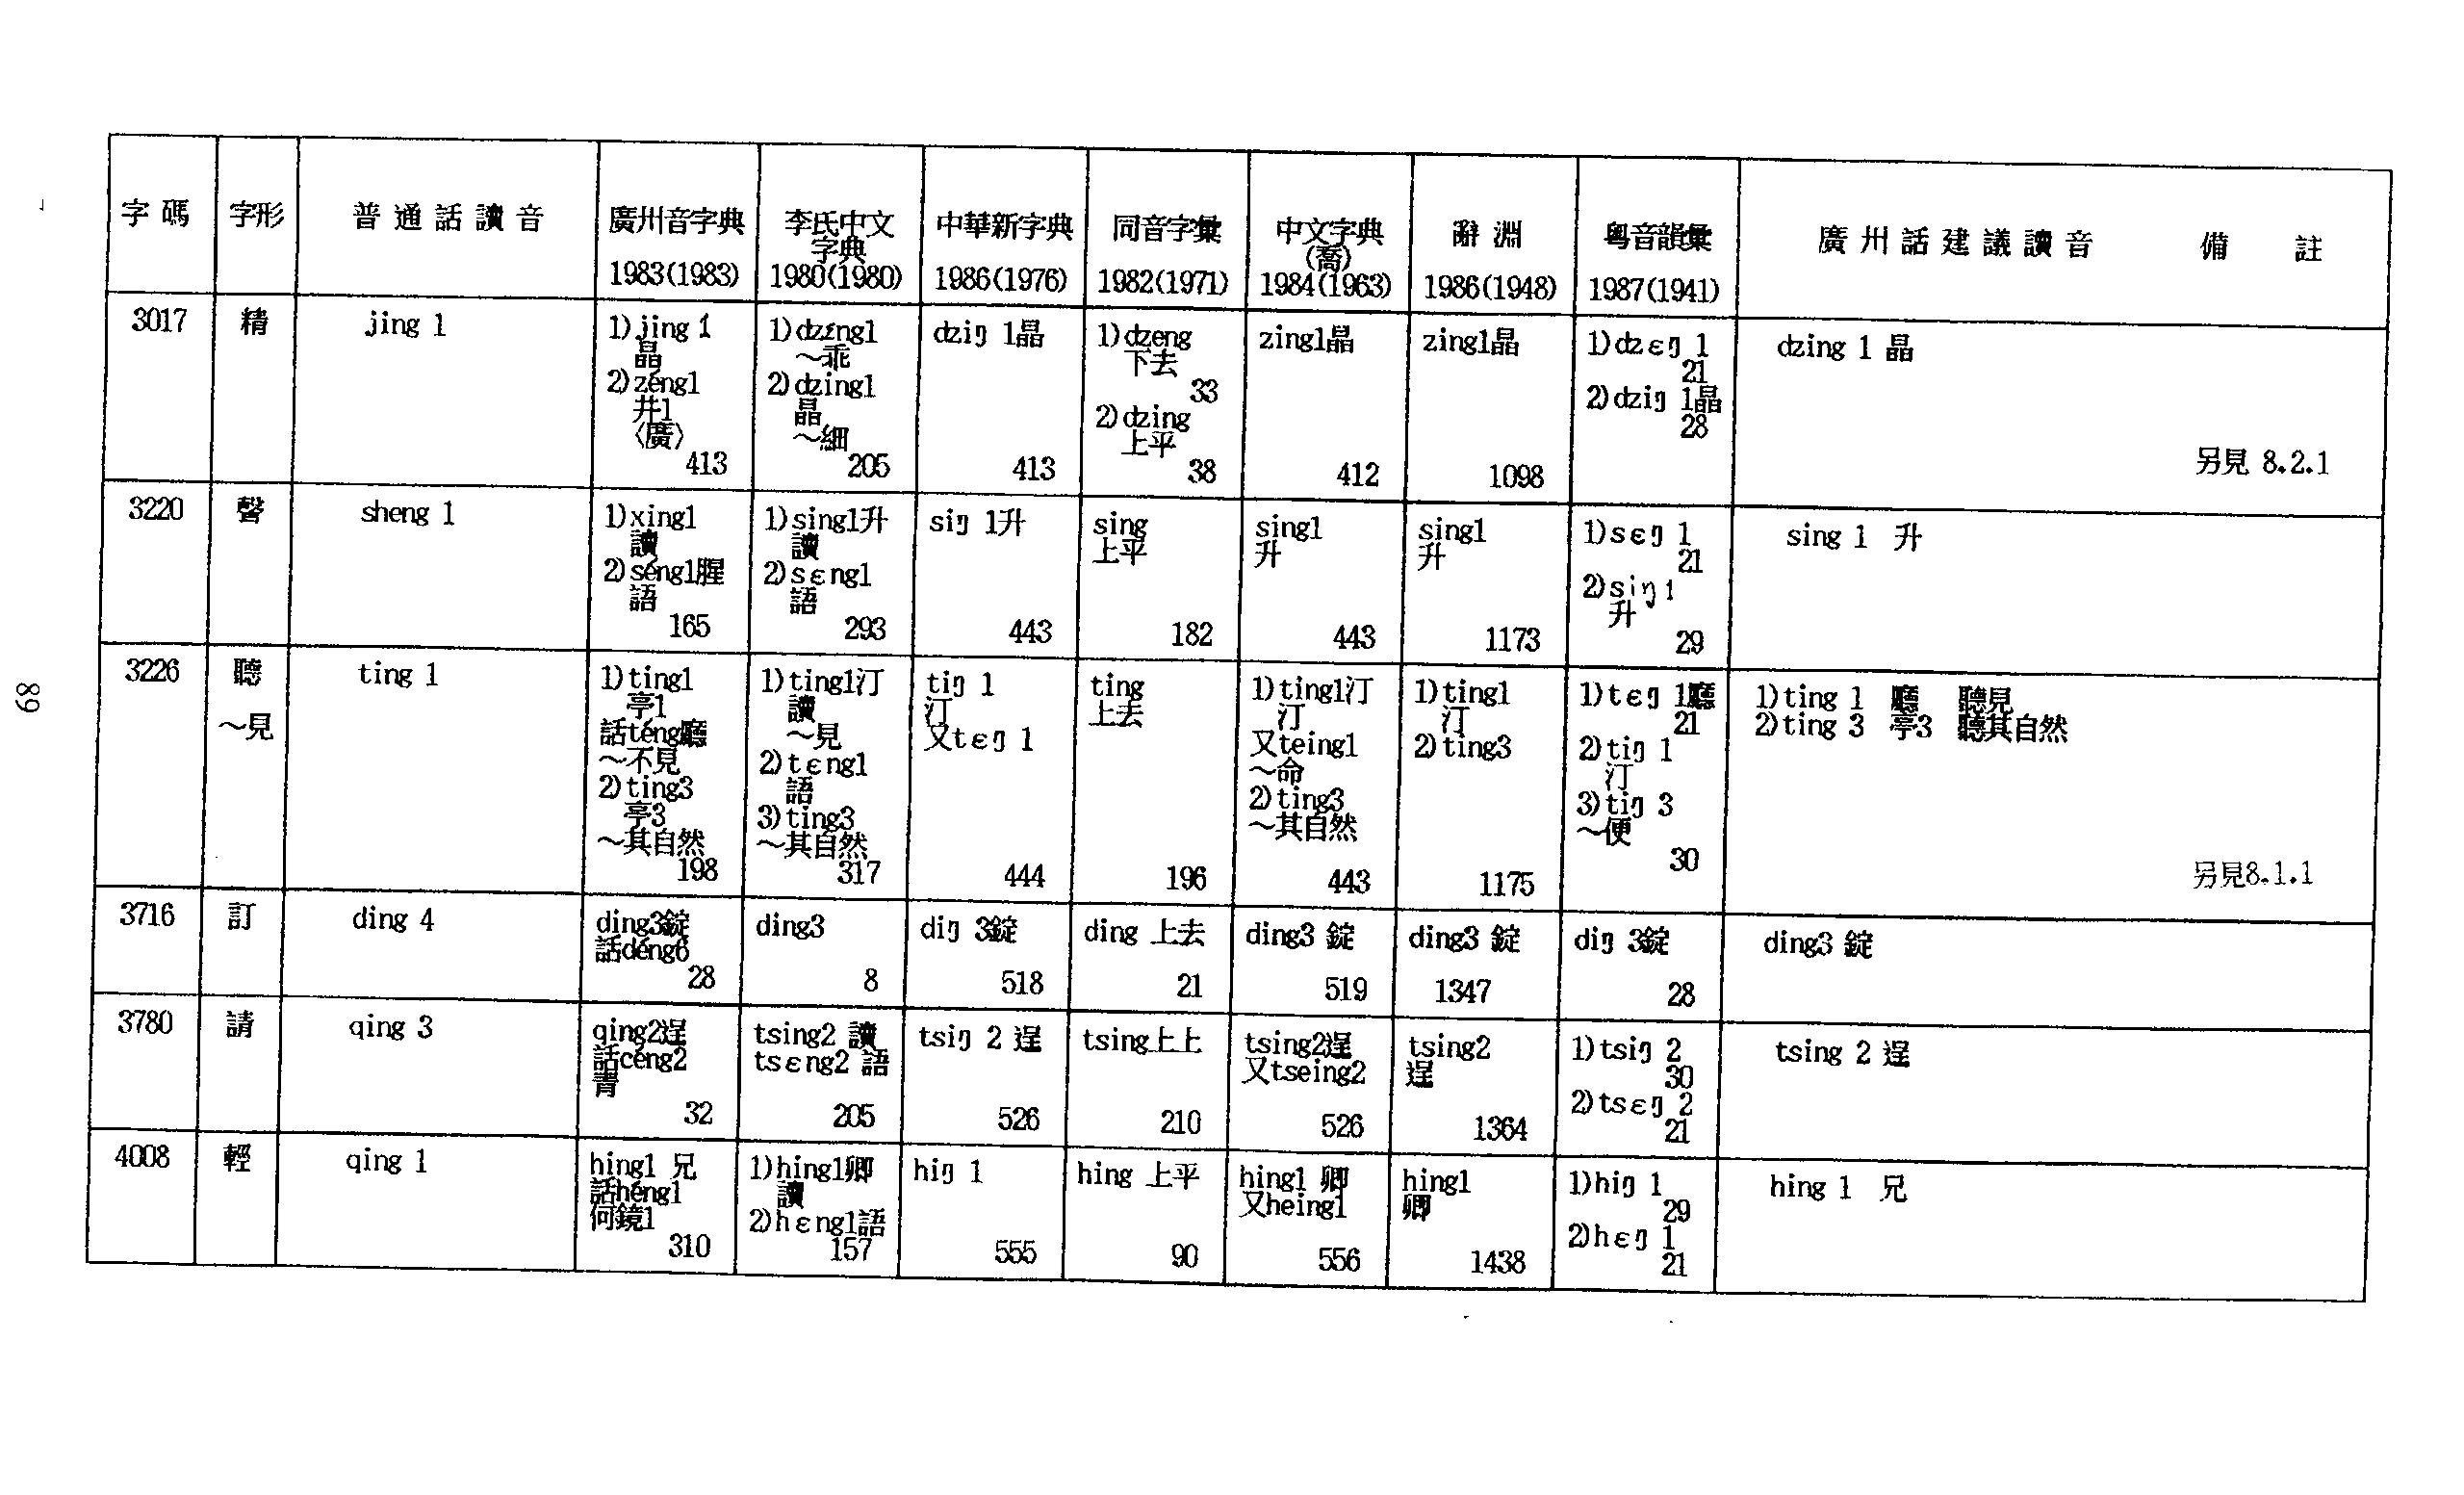 字碼 字形 普通話讀音 廣州音字典 1983(1983) 李氏中文字典 1980(1980) 中華新字典 1986(1976) 同音字彙 1982(1971) 中文字典(喬) 1984(1963) 辭淵 1986(1948) 粵音韻彙 1987(1941) 廣州話建議讀音 備註
3017
精
jing 1
1)jing 1
晶
2)zéng1
井1
〈廣〉
413
1)dzɛng1
～乖
2)dzing1
晶
～細
205
dziŋ 1晶
413
1)dzeng
下去
33
2)dzing
上平
38
zing1晶
412
zing1晶
1098
1)dzɛŋ 1
21
2)dziŋ 1晶
28
dzing 1 晶
另見 8.2.1
3220
聲
sheng 1
1)xing1
讀
2)séng1腥
語
165
1)sing1升
讀
2)sɛng1
語
293
siŋ 1升
443
sing
上平
182
sing1
升
443
sing1
升
1173
1)sɛŋ 1
21
2)siŋ 1
升
29
sing 1 升
3226
聽
～見
ting 1
1)ting1
亭1
話téng廳
～不見
2)ting3
亭3
～其自然
198
1)ting1汀
讀
～見
2)tɛng1
語
3)ting3
～其自然
317
tiŋ 1
汀
又tɛŋ 1
444
ting
上去
196
1)ting1汀
汀
又teing1
～命
2)ting3
～其自然
443
1)ting1
汀
2)ting3
1175
1)tɛŋ 1廳
21
2)tiŋ 1
汀
3)tiŋ 3
～便
30
1)ting 1 廳 聽見
2)ting 3 亭3 聽其自然
另見8.1.1
3716
訂
ding 4
ding3錠
話déng6
28
ding3
8
diŋ 3錠
518
ding 上去
21
ding3 錠
519
ding3 錠
1347
diŋ 3錠
28
ding3 錠
3780
請
qing 3
qing2逞
話céng2
青
32
tsing2 讀
tsɛng2 語
205
tsiŋ 2 逞
526
tsing上上
210
tsing2逞
又tseing2
526
tsing2
逞
1364
1)tsiŋ 2
30
2)tsɛŋ 2
21
tsing 2 逞
4008
輕
qing 1
hing1 兄
話héng1
何鏡1
310
1)hing1卿
讀
2)hɛng1語
157
hiŋ 1
555
hing 上平
90
hing1 卿
又heing1
556
hing1
卿
1438
1)hiŋ 1
29
2)hɛŋ 1
21
hing 1 兄
89